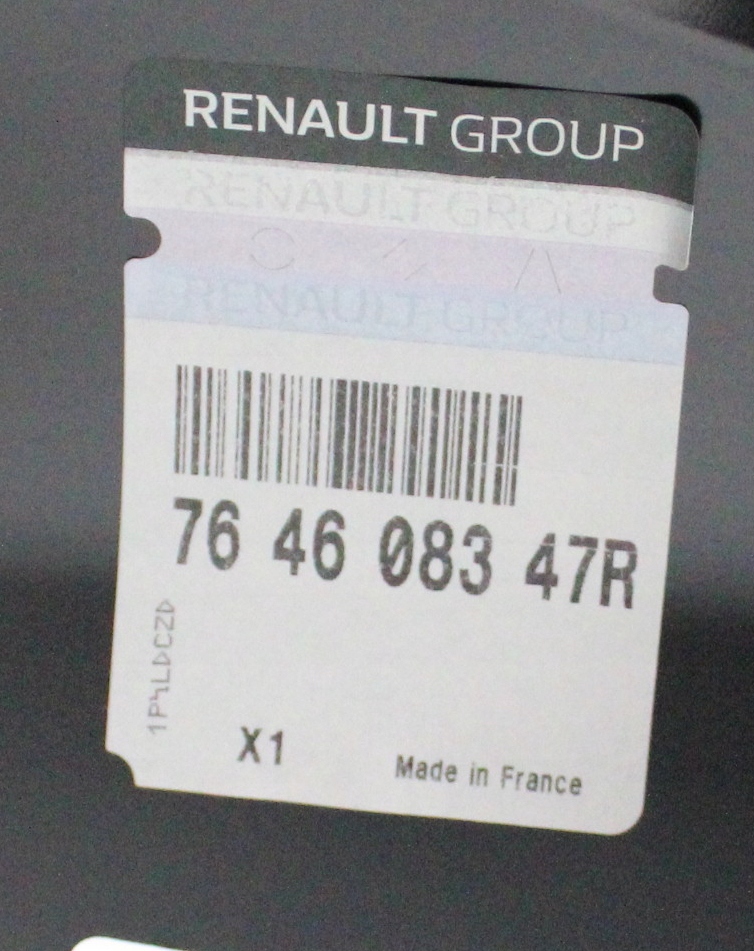 RENAULT GROUP
RENAULT GROUP
RENAULT GROUP
76 46 083 47R
X1
Made in France